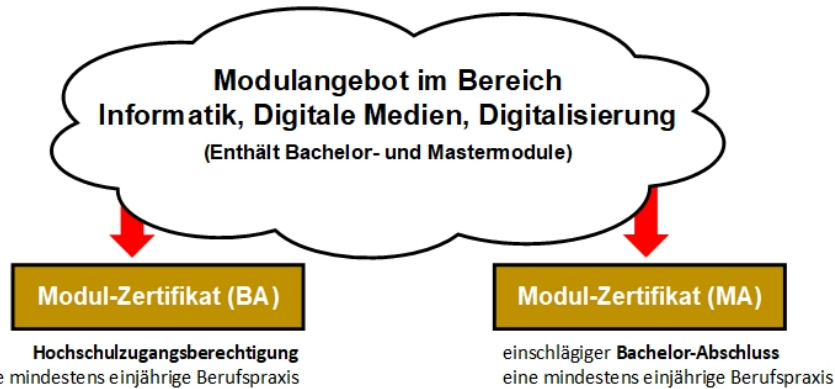 Modulangebot im Bereich
Informatik, Digitale Medien, Digitalisierung
(Enthält Bachelor- und Mastermodule)
Modul-Zertifikat (BA)
Hochschulzugangsberechtigung
mindestens einjährige Berufspraxis
Modul-Zertifikat (MA)
einschlägiger Bachelor-Abschluss
eine mindestens einjährige Berufspraxis